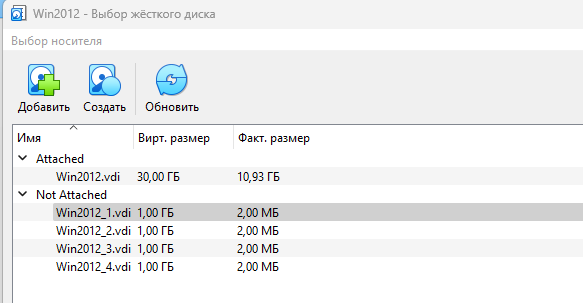 Win2012 - Выбор жёсткого диска
Выбор носителя
Добавить Создать Обновить
Имя Вирт. размер Факт. размер
Attached
Win2012.vdi 30,00 ГБ 10,93 ГБ
Not Attached
Win2012_1.vdi 1,00 ГБ 2,00 МБ
Win2012_2.vdi 1,00 ГБ 2,00 МБ
Win2012_3.vdi 1,00 ГБ 2,00 МБ
Win2012_4.vdi 1,00 ГБ 2,00 МБ